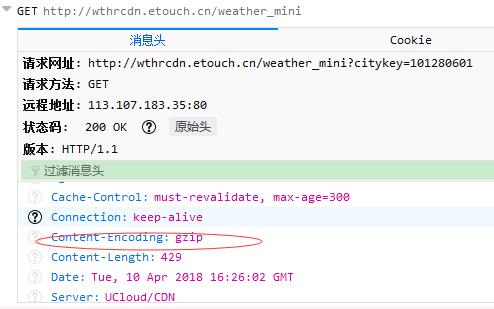 GET http://wthrcdn.etouch.cn/weather_mini
消息头 Cookie
请求网址: http://wthrcdn.etouch.cn/weather_mini?citykey=101280601
请求方法: GET
远程地址: 113.107.183.35:80
状态码: 200 OK ? 原始头
版本: HTTP/1.1
过滤消息头
? Cache-Control: must-revalidate, max-age=300
? Connection: keep-alive
? Content-Encoding: gzip
? Content-Length: 429
? Date: Tue, 10 Apr 2018 16:26:02 GMT
? Server: UCloud/CDN